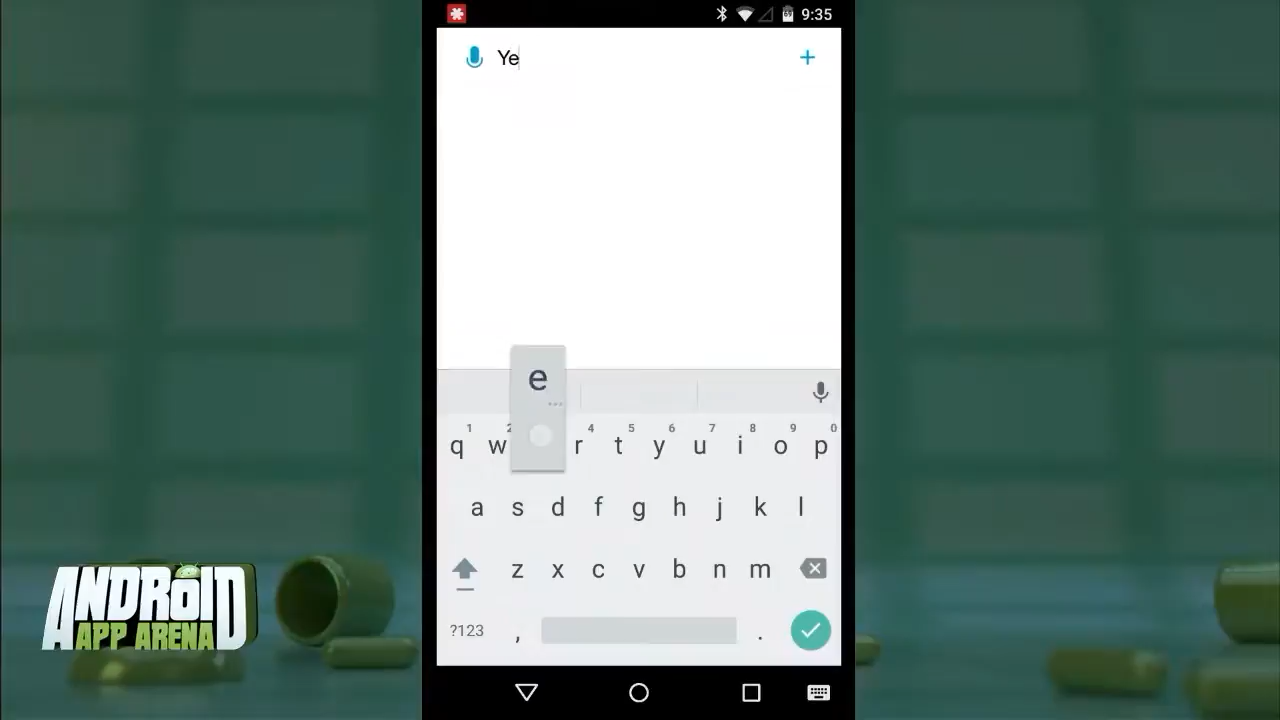 9:35
Ye
e
1 2 4 5 6 7 8 9 0
q w r t y u i o p
a s d f g h j k l
z x c v b n m
?123 , .
ANDROID
APP ARENA